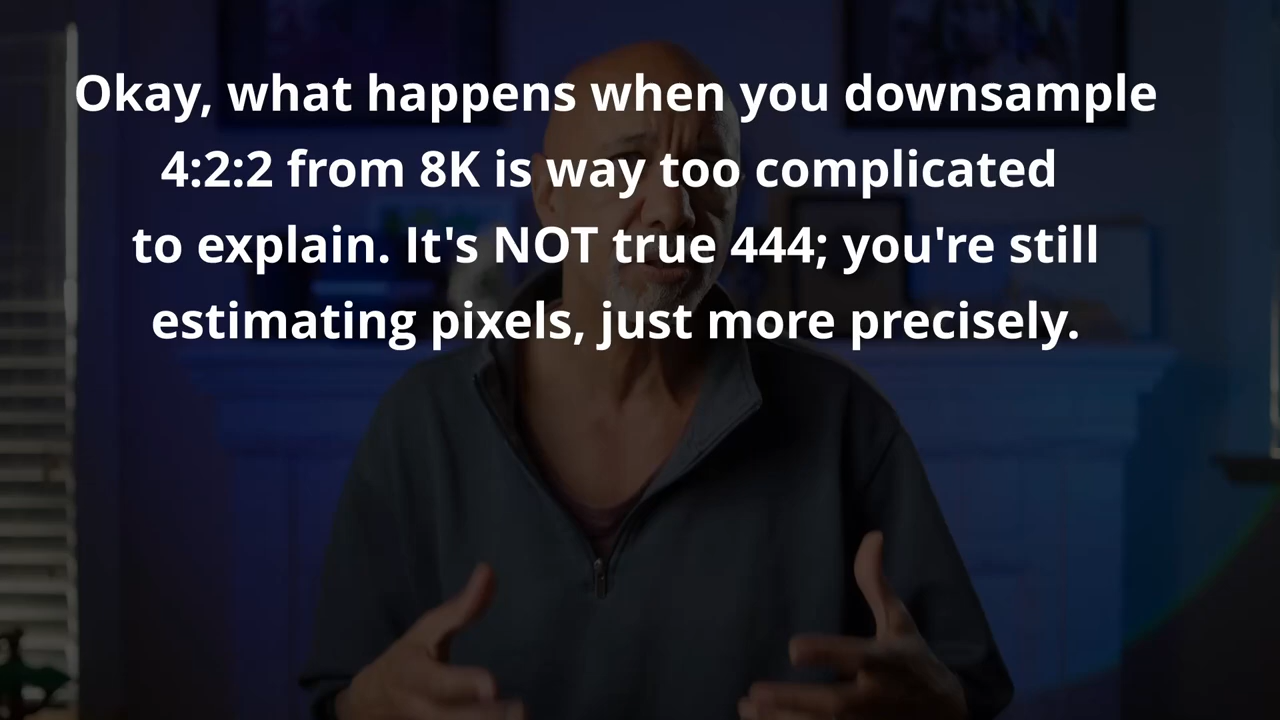 Okay, what happens when you downsample
4:2:2 from 8K is way too complicated
to explain. It's NOT true 444; you're still
estimating pixels, just more precisely.